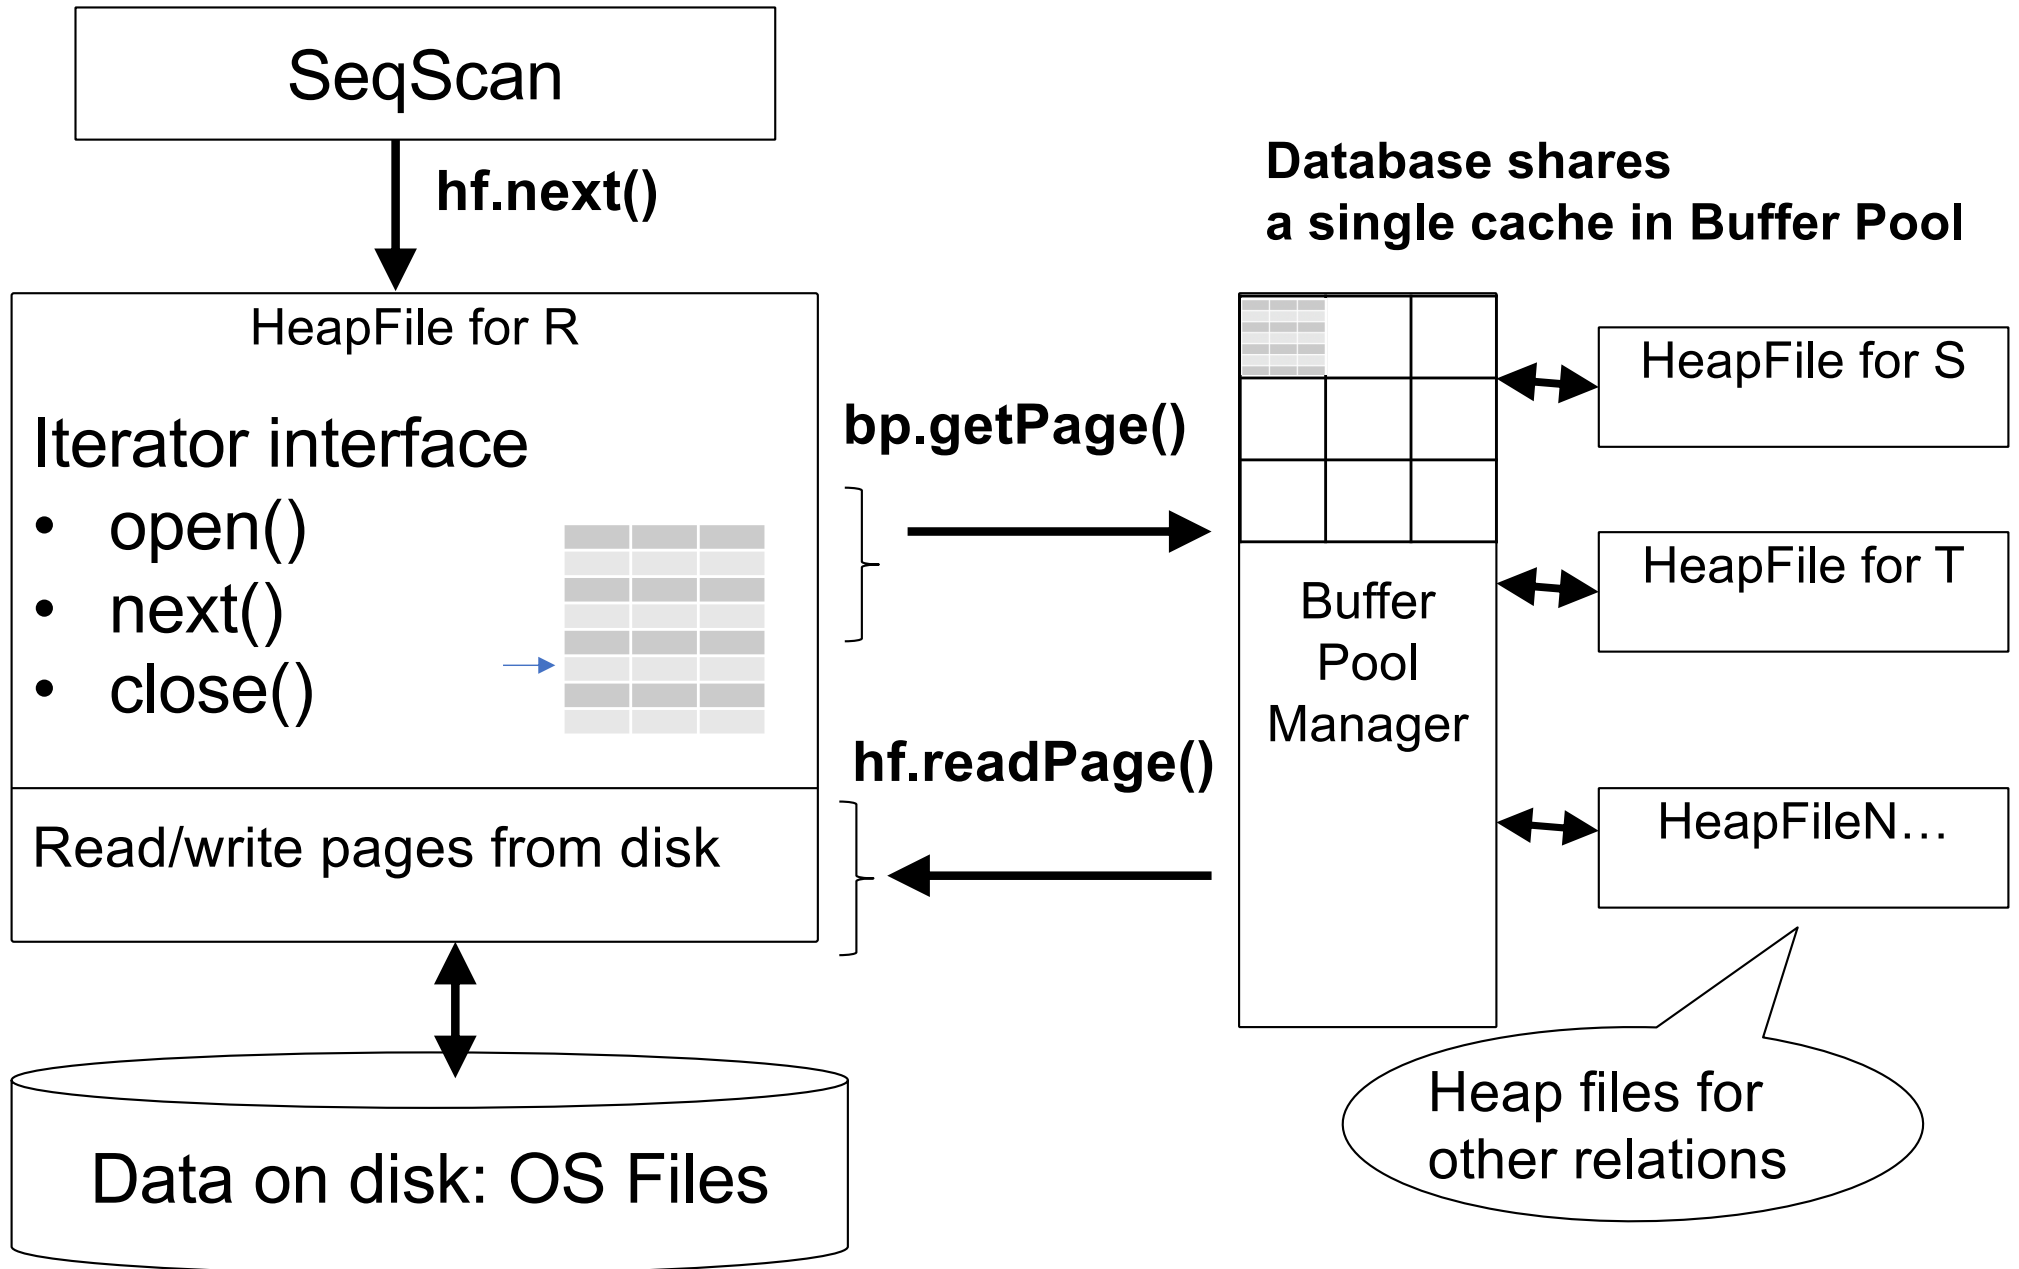 SeqScan
hf.next()
Database shares
a single cache in Buffer Pool
HeapFile for R
Iterator interface
• open()
• next()
• close()
bp.getPage()
hf.readPage()
Read/write pages from disk
Data on disk: OS Files
Buffer
Pool
Manager
HeapFile for S
HeapFile for T
HeapFileN…
Heap files for
other relations